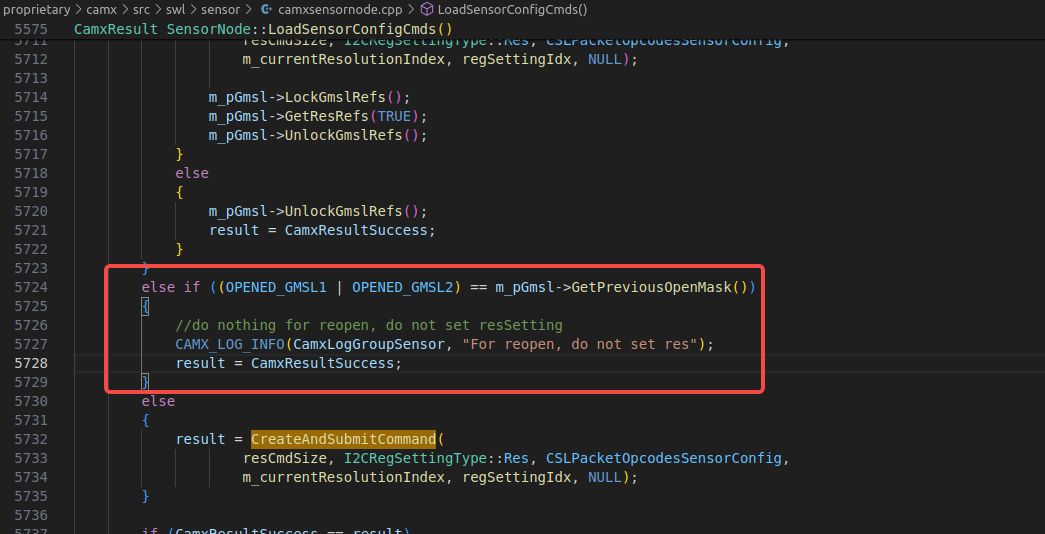 proprietary > camx > src > swl > sensor > camxsensornode.cpp > LoadSensorConfigCmds()
5575 CamxResult SensorNode::LoadSensorConfigCmds()
5711 resCmdSize, I2CRegSettingType::Res, CSLPacketOpcodesSensorConfig,
5712 m_currentResolutionIndex, regSettingIdx, NULL);
5713
5714 m_pGmsl->LockGmslRefs();
5715 m_pGmsl->GetResRefs(TRUE);
5716 m_pGmsl->UnlockGmslRefs();
5717 }
5718 else
5719 {
5720 m_pGmsl->UnlockGmslRefs();
5721 result = CamxResultSuccess;
5722 }
5723 }
5724 else if ((OPENED_GMSL1 | OPENED_GMSL2) == m_pGmsl->GetPreviousOpenMask())
5725 {
5726 //do nothing for reopen, do not set resSetting
5727 CAMX_LOG_INFO(CamxLogGroupSensor, "For reopen, do not set res");
5728 result = CamxResultSuccess;
5729 }
5730 else
5731 {
5732 result = CreateAndSubmitCommand(
5733 resCmdSize, I2CRegSettingType::Res, CSLPacketOpcodesSensorConfig,
5734 m_currentResolutionIndex, regSettingIdx, NULL);
5735 }
5736
5737 if (CamxResultSuccess == result)